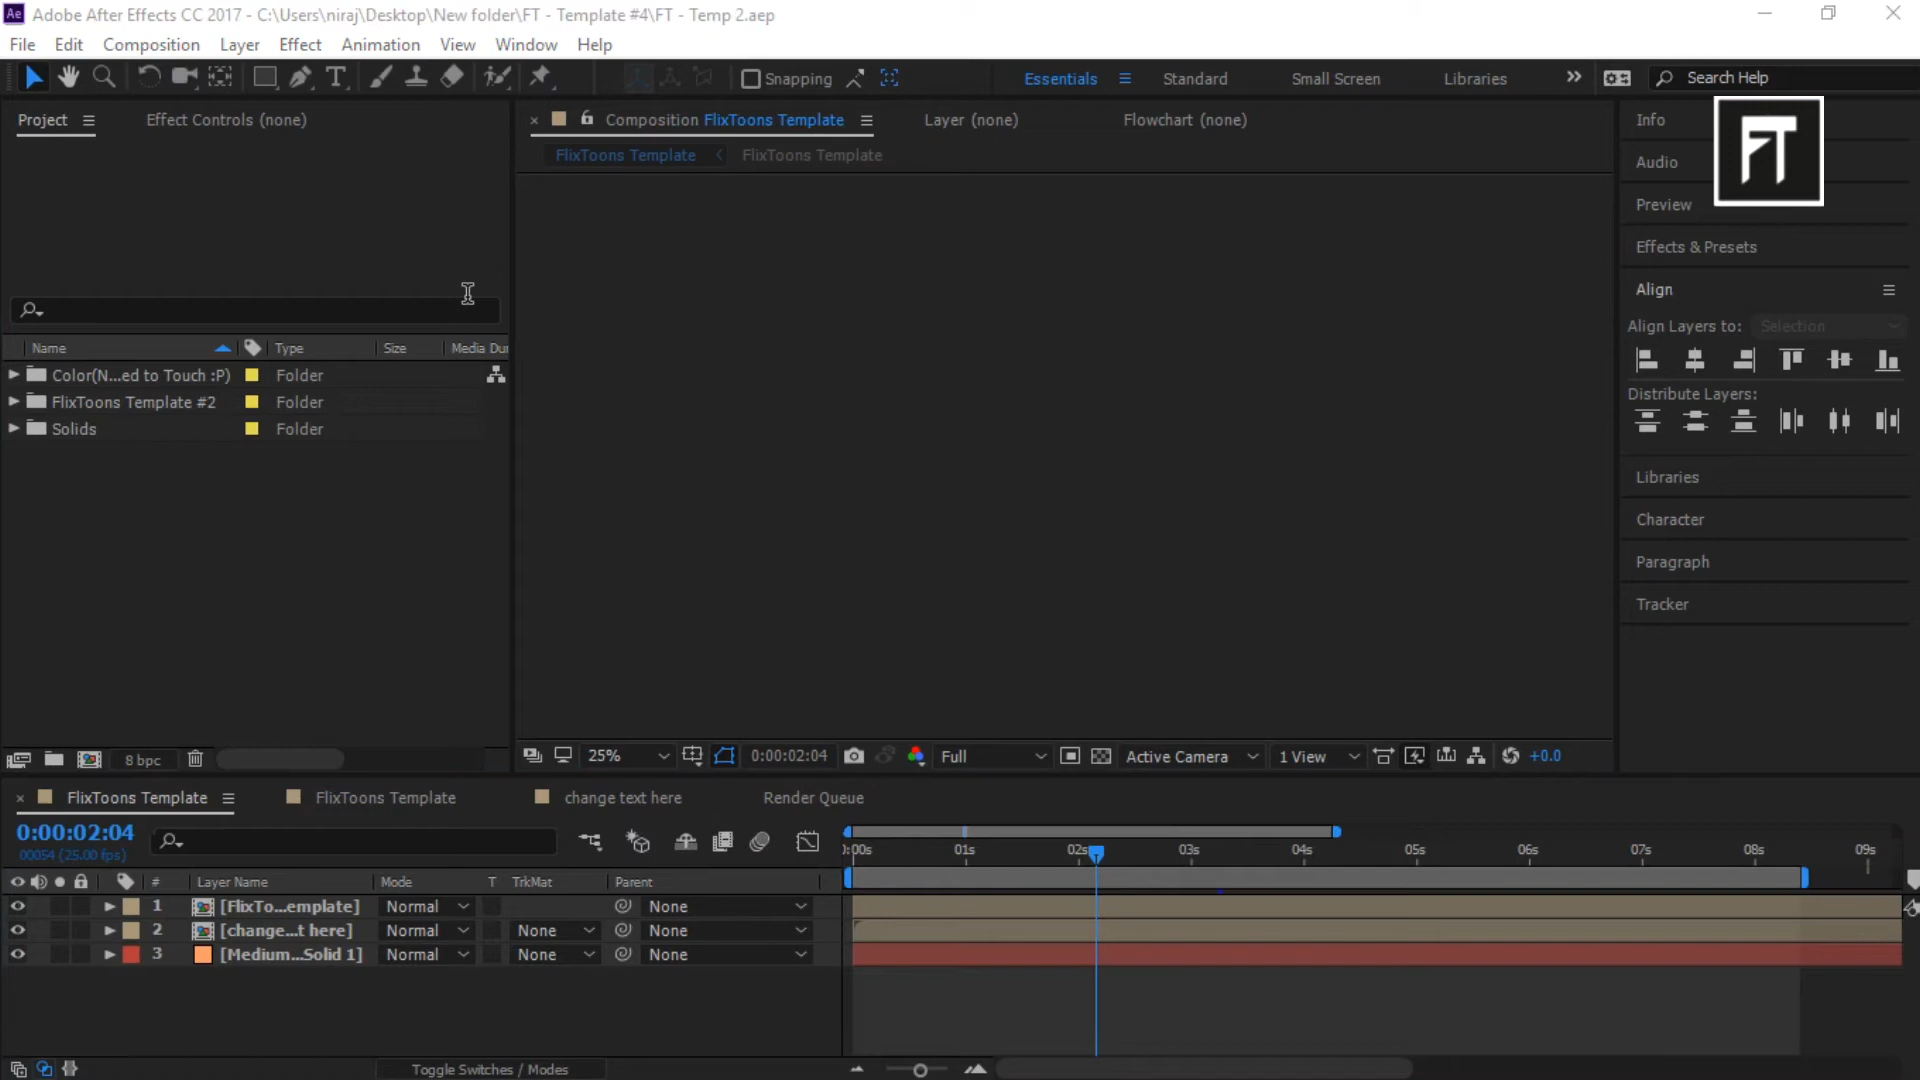 Ae Adobe After Effects CC 2017 - C:\Users\niraj\Desktop\New folder\FT - Template #4\FT - Temp 2.aep
File Edit Composition Layer Effect Animation View Window Help
Snapping Essentials Standard Small Screen Libraries Search Help
Project Effect Controls (none) Composition FlixToons Template Layer (none) Flowchart (none) Info
FT
FlixToons Template FlixToons Template
Audio
Preview
Effects & Presets
Align
Align Layers to: Selection
Distribute Layers:
Libraries
Character
Paragraph
Tracker
Name Type Size Media Dur
Color(N...ed to Touch :P) Folder
FlixToons Template #2 Folder
Solids Folder
8 bpc 25% 0:00:02:04 Full Active Camera 1 View +0.0
FlixToons Template FlixToons Template change text here Render Queue
0:00:02:04
00054 (25.00 fps)
):00s 01s 02s 03s 04s 05s 06s 07s 08s 09s
# Layer Name Mode T TrkMat Parent
1 [FlixTo...emplate] Normal None
2 [change...t here] Normal None None
3 [Medium...Solid 1] Normal None None
Toggle Switches / Modes